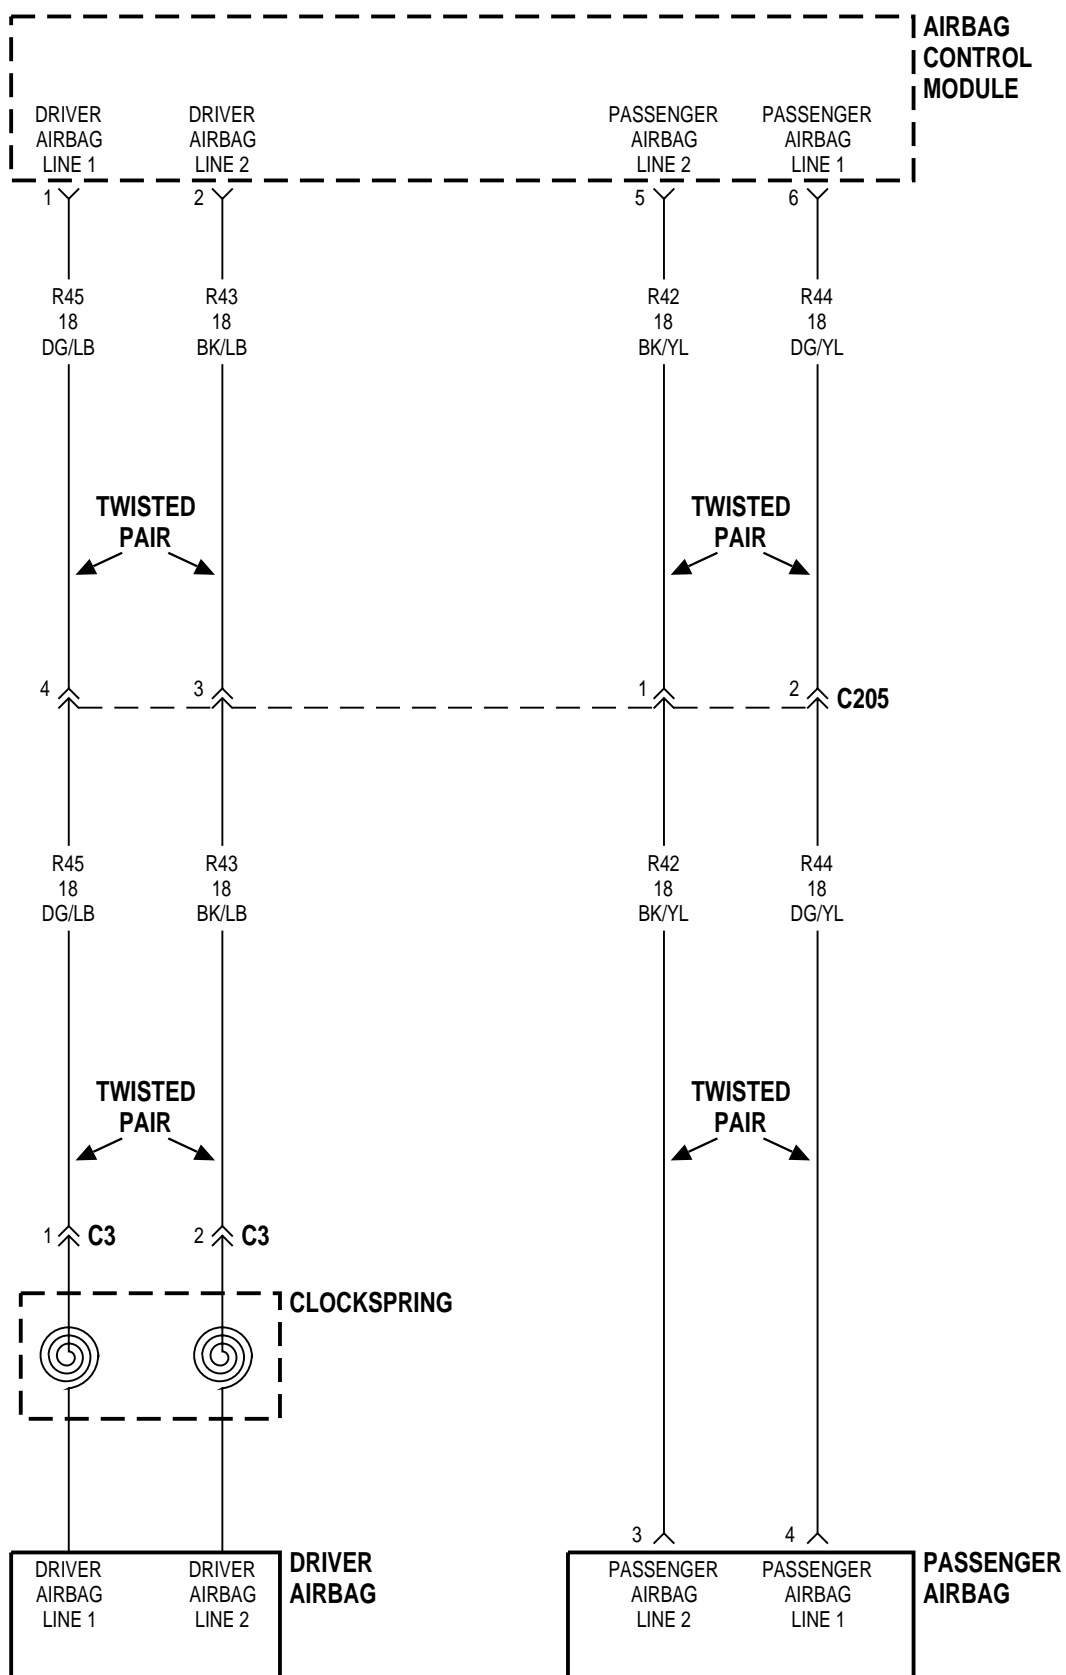 AIRBAG
CONTROL
MODULE
DRIVER
AIRBAG
LINE 1
DRIVER
AIRBAG
LINE 2
PASSENGER
AIRBAG
LINE 2
PASSENGER
AIRBAG
LINE 1
1
2
5
6
R45
18
DG/LB
R43
18
BK/LB
R42
18
BK/YL
R44
18
DG/YL
TWISTED
PAIR
TWISTED
PAIR
4
3
1
2
C205
R45
18
DG/LB
R43
18
BK/LB
R42
18
BK/YL
R44
18
DG/YL
TWISTED
PAIR
TWISTED
PAIR
1
C3
2
C3
CLOCKSPRING
3
4
DRIVER
AIRBAG
LINE 1
DRIVER
AIRBAG
LINE 2
DRIVER
AIRBAG
PASSENGER
AIRBAG
LINE 2
PASSENGER
AIRBAG
LINE 1
PASSENGER
AIRBAG